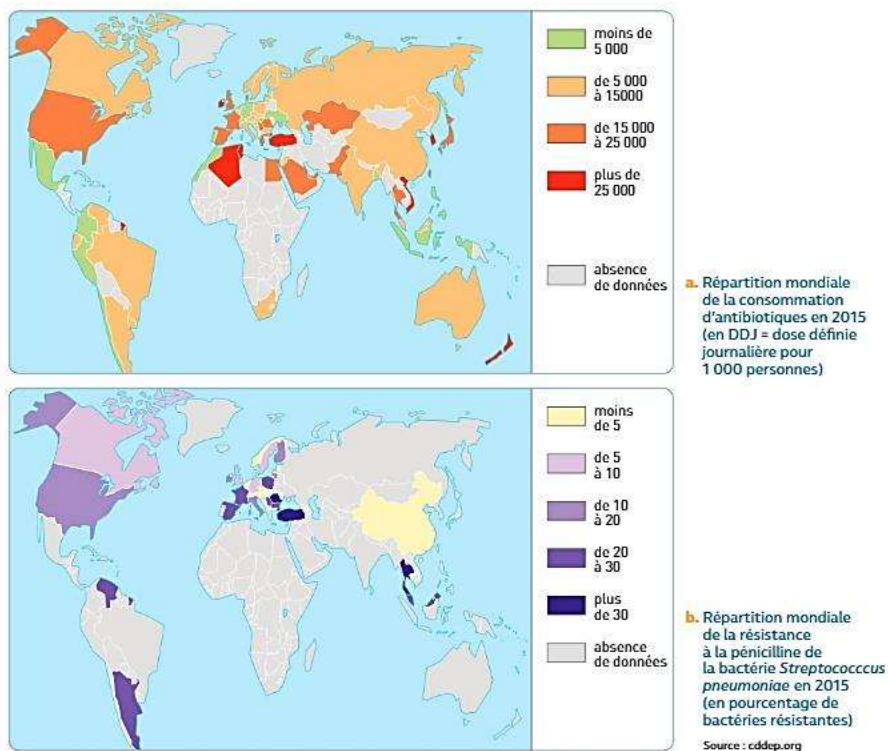 moins de
5 000
de 5 000
à 15000
de 15 000
à 25 000
plus de
25 000
absence
de données
a. Répartition mondiale
de la consommation
d'antibiotiques en 2015
(en DDJ = dose définie
journalière pour
1 000 personnes)
moins
de 5
de 5
à 10
de 10
à 20
de 20
à 30
plus
de 30
absence
de données
b. Répartition mondiale
de la résistance
à la pénicilline de
la bactérie Streptococccus
pneumoniae en 2015
(en pourcentage de
bactéries résistantes)
Source : cddep.org